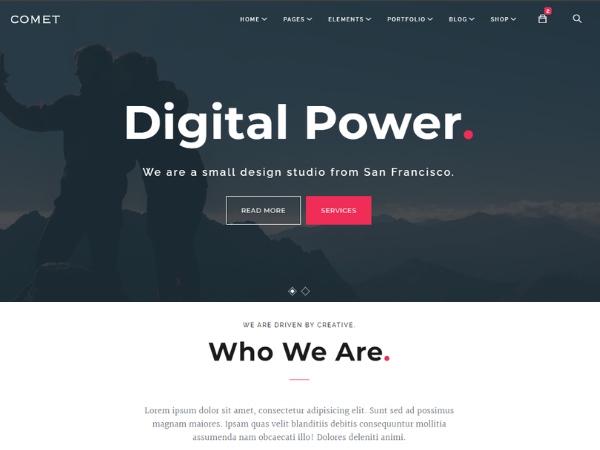 COMET
HOME PAGES ELEMENTS PORTFOLIO BLOG SHOP 2
Digital Power.
We are a small design studio from San Francisco.
READ MORE SERVICES
WE ARE DRIVEN BY CREATIVE.
Who We Are.
Lorem ipsum dolor sit amet, consectetur adipisicing elit. Sunt sed ad possimus
magnam maiores. Ipsam quas velit blanditiis debitis consequuntur mollitia
assumenda nam obcaecati illo! Dolores deleniti animi.